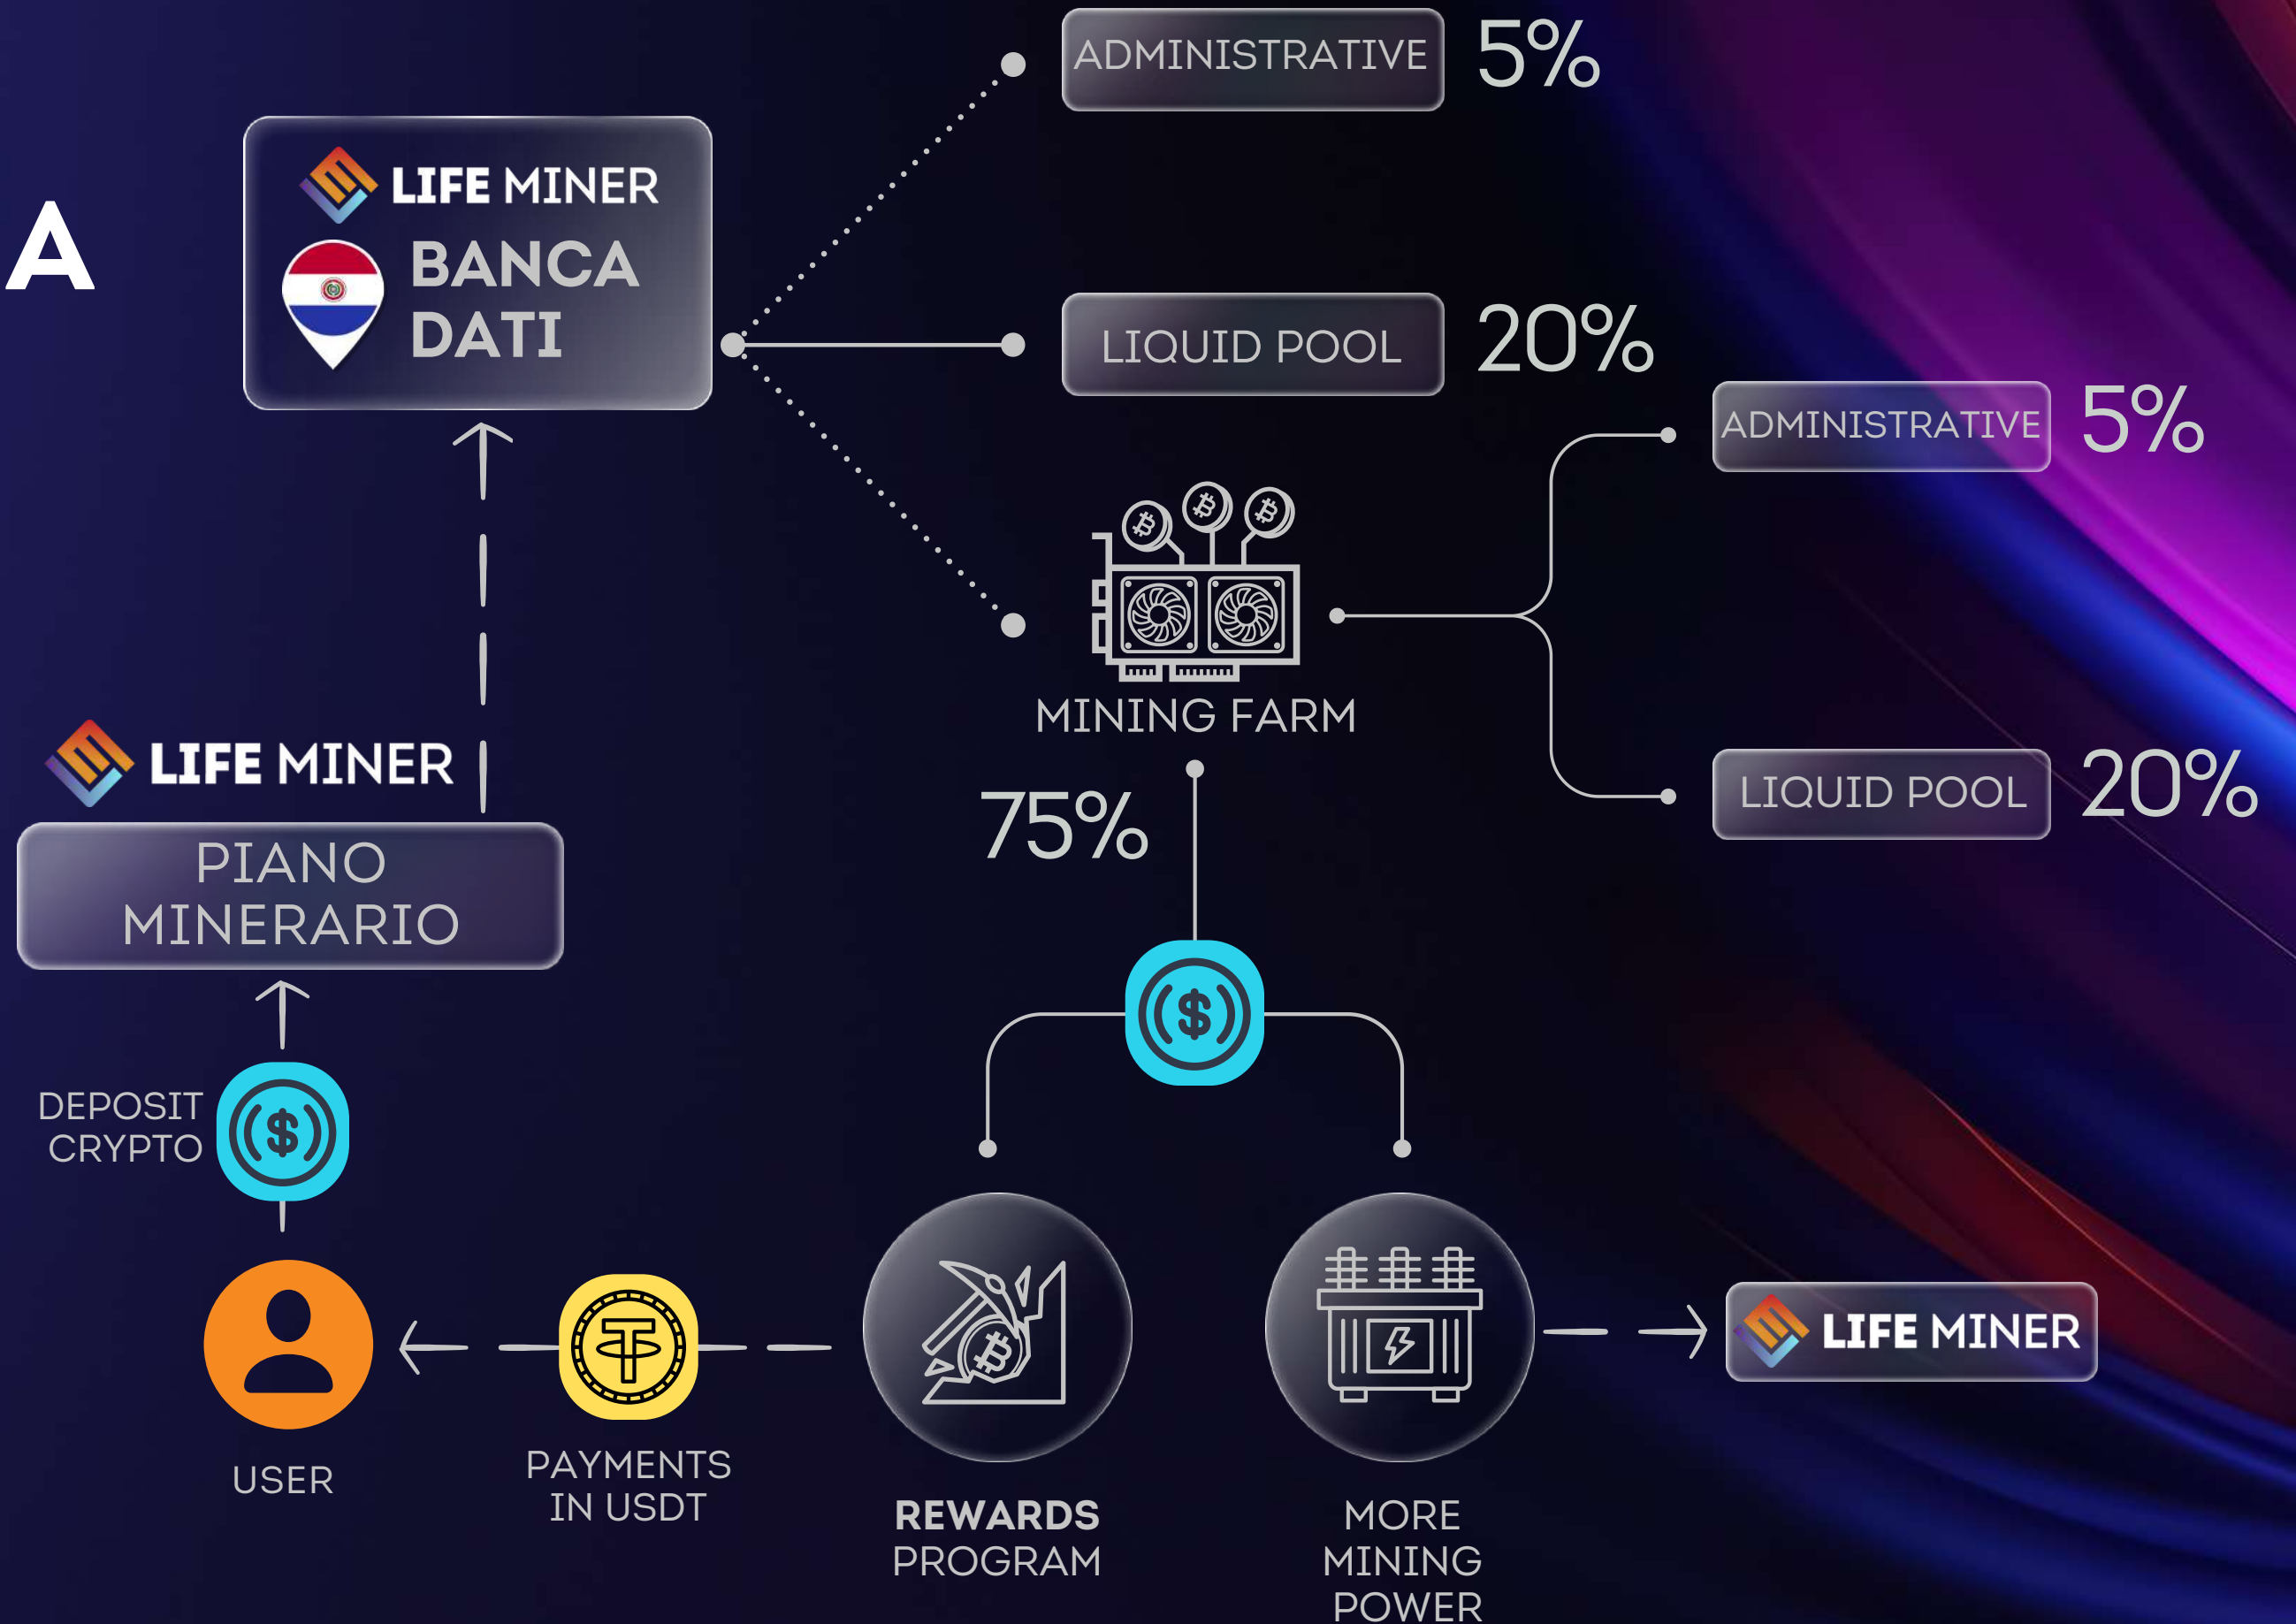 ADMINISTRATIVE 5%
LIFE MINER
BANCA
DATI
A
LIQUID POOL 20%
ADMINISTRATIVE 5%
MINING FARM
75%
LIFE MINER
PIANO
MINERARIO
LIQUID POOL 20%
DEPOSIT
CRYPTO
USER
PAYMENTS
IN USDT
REWARDS
PROGRAM
MORE
MINING
POWER
LIFE MINER